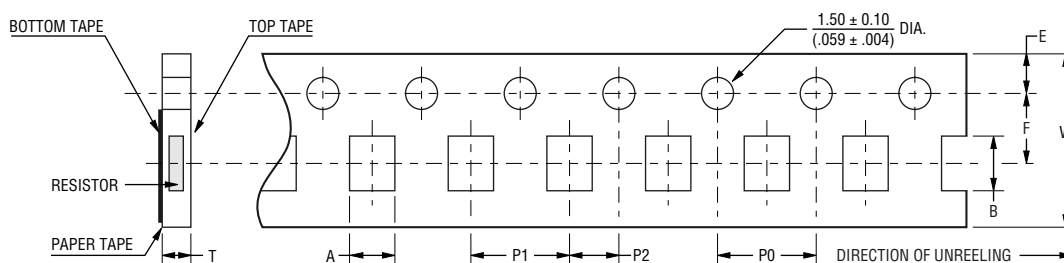 BOTTOM TAPE
TOP TAPE
1.50 ± 0.10
(.059 ± .004)
DIA.
E
F
W
RESISTOR
B
PAPER TAPE
T
A
P1
P2
P0
DIRECTION OF UNREELING